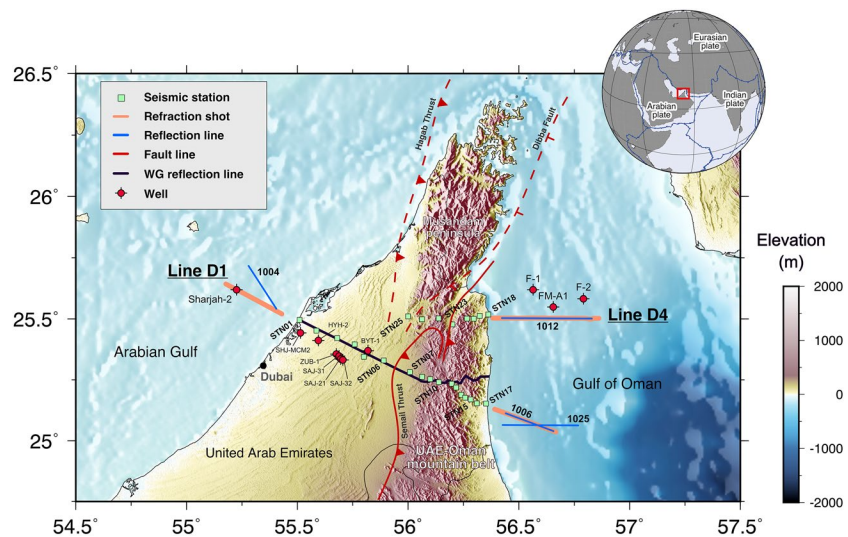 Eurasian
plate
Arabian
plate
Indian
plate
26.5°
26°
25.5°
25°
Seismic station
Refraction shot
Reflection line
Fault line
WG reflection line
Well
Hagab Thrust
Dibba Fault
Musandam
peninsula
Line D1
1004
Sharjah-2
STN01
HYH-2
SHJ-MCM2
BYT-1
ZUB-1
SAJ-31
SAJ-21
SAJ-32
STN06
STN25
STN23
STN18
STN07
STN10
STN15
STN17
F-1
FM-A1
F-2
Line D4
1012
1006
1025
Arabian Gulf
Dubai
Gulf of Oman
United Arab Emirates
Semail Thrust
UAE-Oman
mountain belt
54.5°
55°
55.5°
56°
56.5°
57°
57.5°
Elevation
(m)
2000
1000
0
-1000
-2000